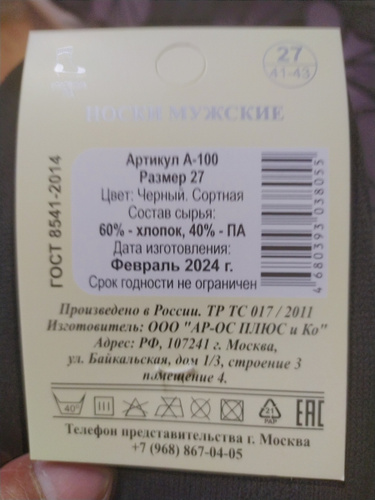 27
41-43
НОСКИ МУЖСКИЕ
ГОСТ 8541-2014
Артикул А-100
Размер 27
Цвет: Черный. Сортная
Состав сырья:
60% - хлопок, 40% - ПА
Дата изготовления:
Февраль 2024 г.
Срок годности не ограничен
4680393038055
Произведено в России. ТР ТС 017 / 2011
Изготовитель: ООО "АР-ОС ПЛЮС и Ко"
Адрес: РФ, 107241 г. Москва,
ул. Байкальская, дом 1/3, строение 3
помещение 4.
40°
21
PAP
EAC
Телефон представительства г. Москва
+7 (968) 867-04-05